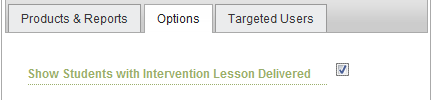 Products & Reports Options Targeted Users
Show Students with Intervention Lesson Delivered